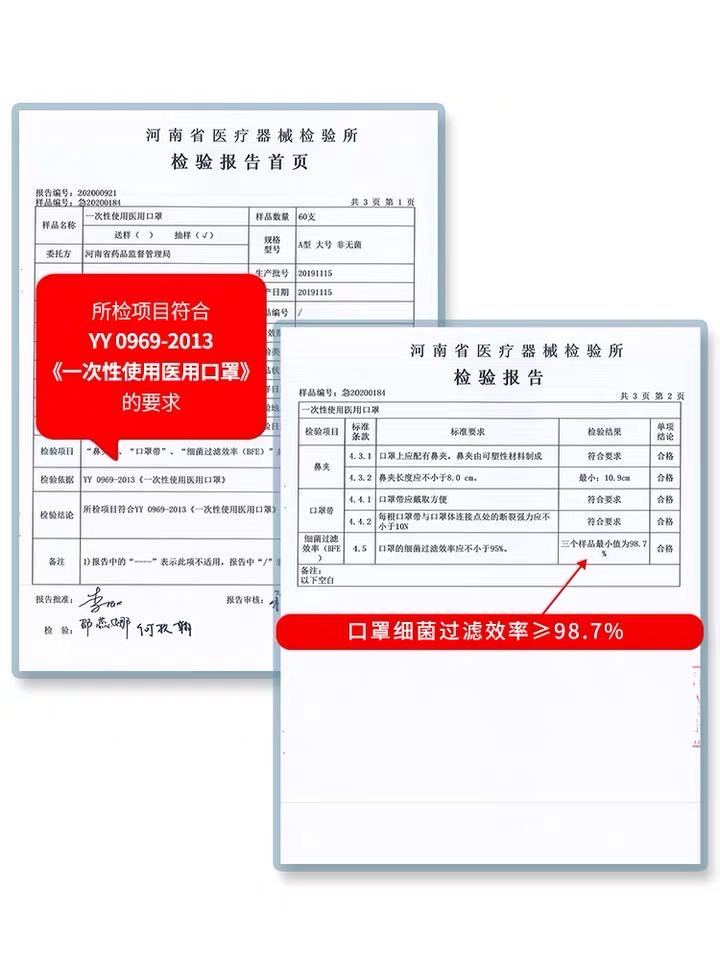 河南省医疗器械检验所
检验报告首页
报告编号：202000921
样品编号：急20200184
共 3 页 第 1 页
样品名称 一次性使用医用口罩 样品数量 60支
送样（ ） 抽样（√） 规格型号 A型 大号 非无菌
委托方 河南省药品监督管理局
生产批号 20191115
产日期 20191115
品编号 /
所检项目符合
YY 0969-2013
《一次性使用医用口罩》
的要求
检验项目 “鼻 、“口罩带”、“细菌过滤效率（BFE）”
检验依据 YY 0969-2013《一次性使用医用口罩》
检验结论 所检项目符合YY 0969-2013《一次性使用医用口罩》
备注 1)报告中的“----”表示此项不适用，报告中“/”
报告批准：
报告审核：
检 验：
河南省医疗器械检验所
检验报告
样品编号：急20200184
共 3 页 第 2 页
一次性使用医用口罩
检验项目 标准条款 标准要求 检验结果 单项结论
鼻夹 4.3.1 口罩上应配有鼻夹，鼻夹由可塑性材料制成 符合要求 合格
4.3.2 鼻夹长度应不小于8.0 cm。 最小：10.9cm 合格
口罩带 4.4.1 口罩带应戴取方便 符合要求 合格
4.4.2 每根口罩带与口罩体连接点处的断裂强力应不小于10N 符合要求 合格
细菌过滤效率（BFE） 4.5 口罩的细菌过滤效率应不小于95%。 三个样品最小值为98.7% 合格
备注：
以下空白
口罩细菌过滤效率≥98.7%